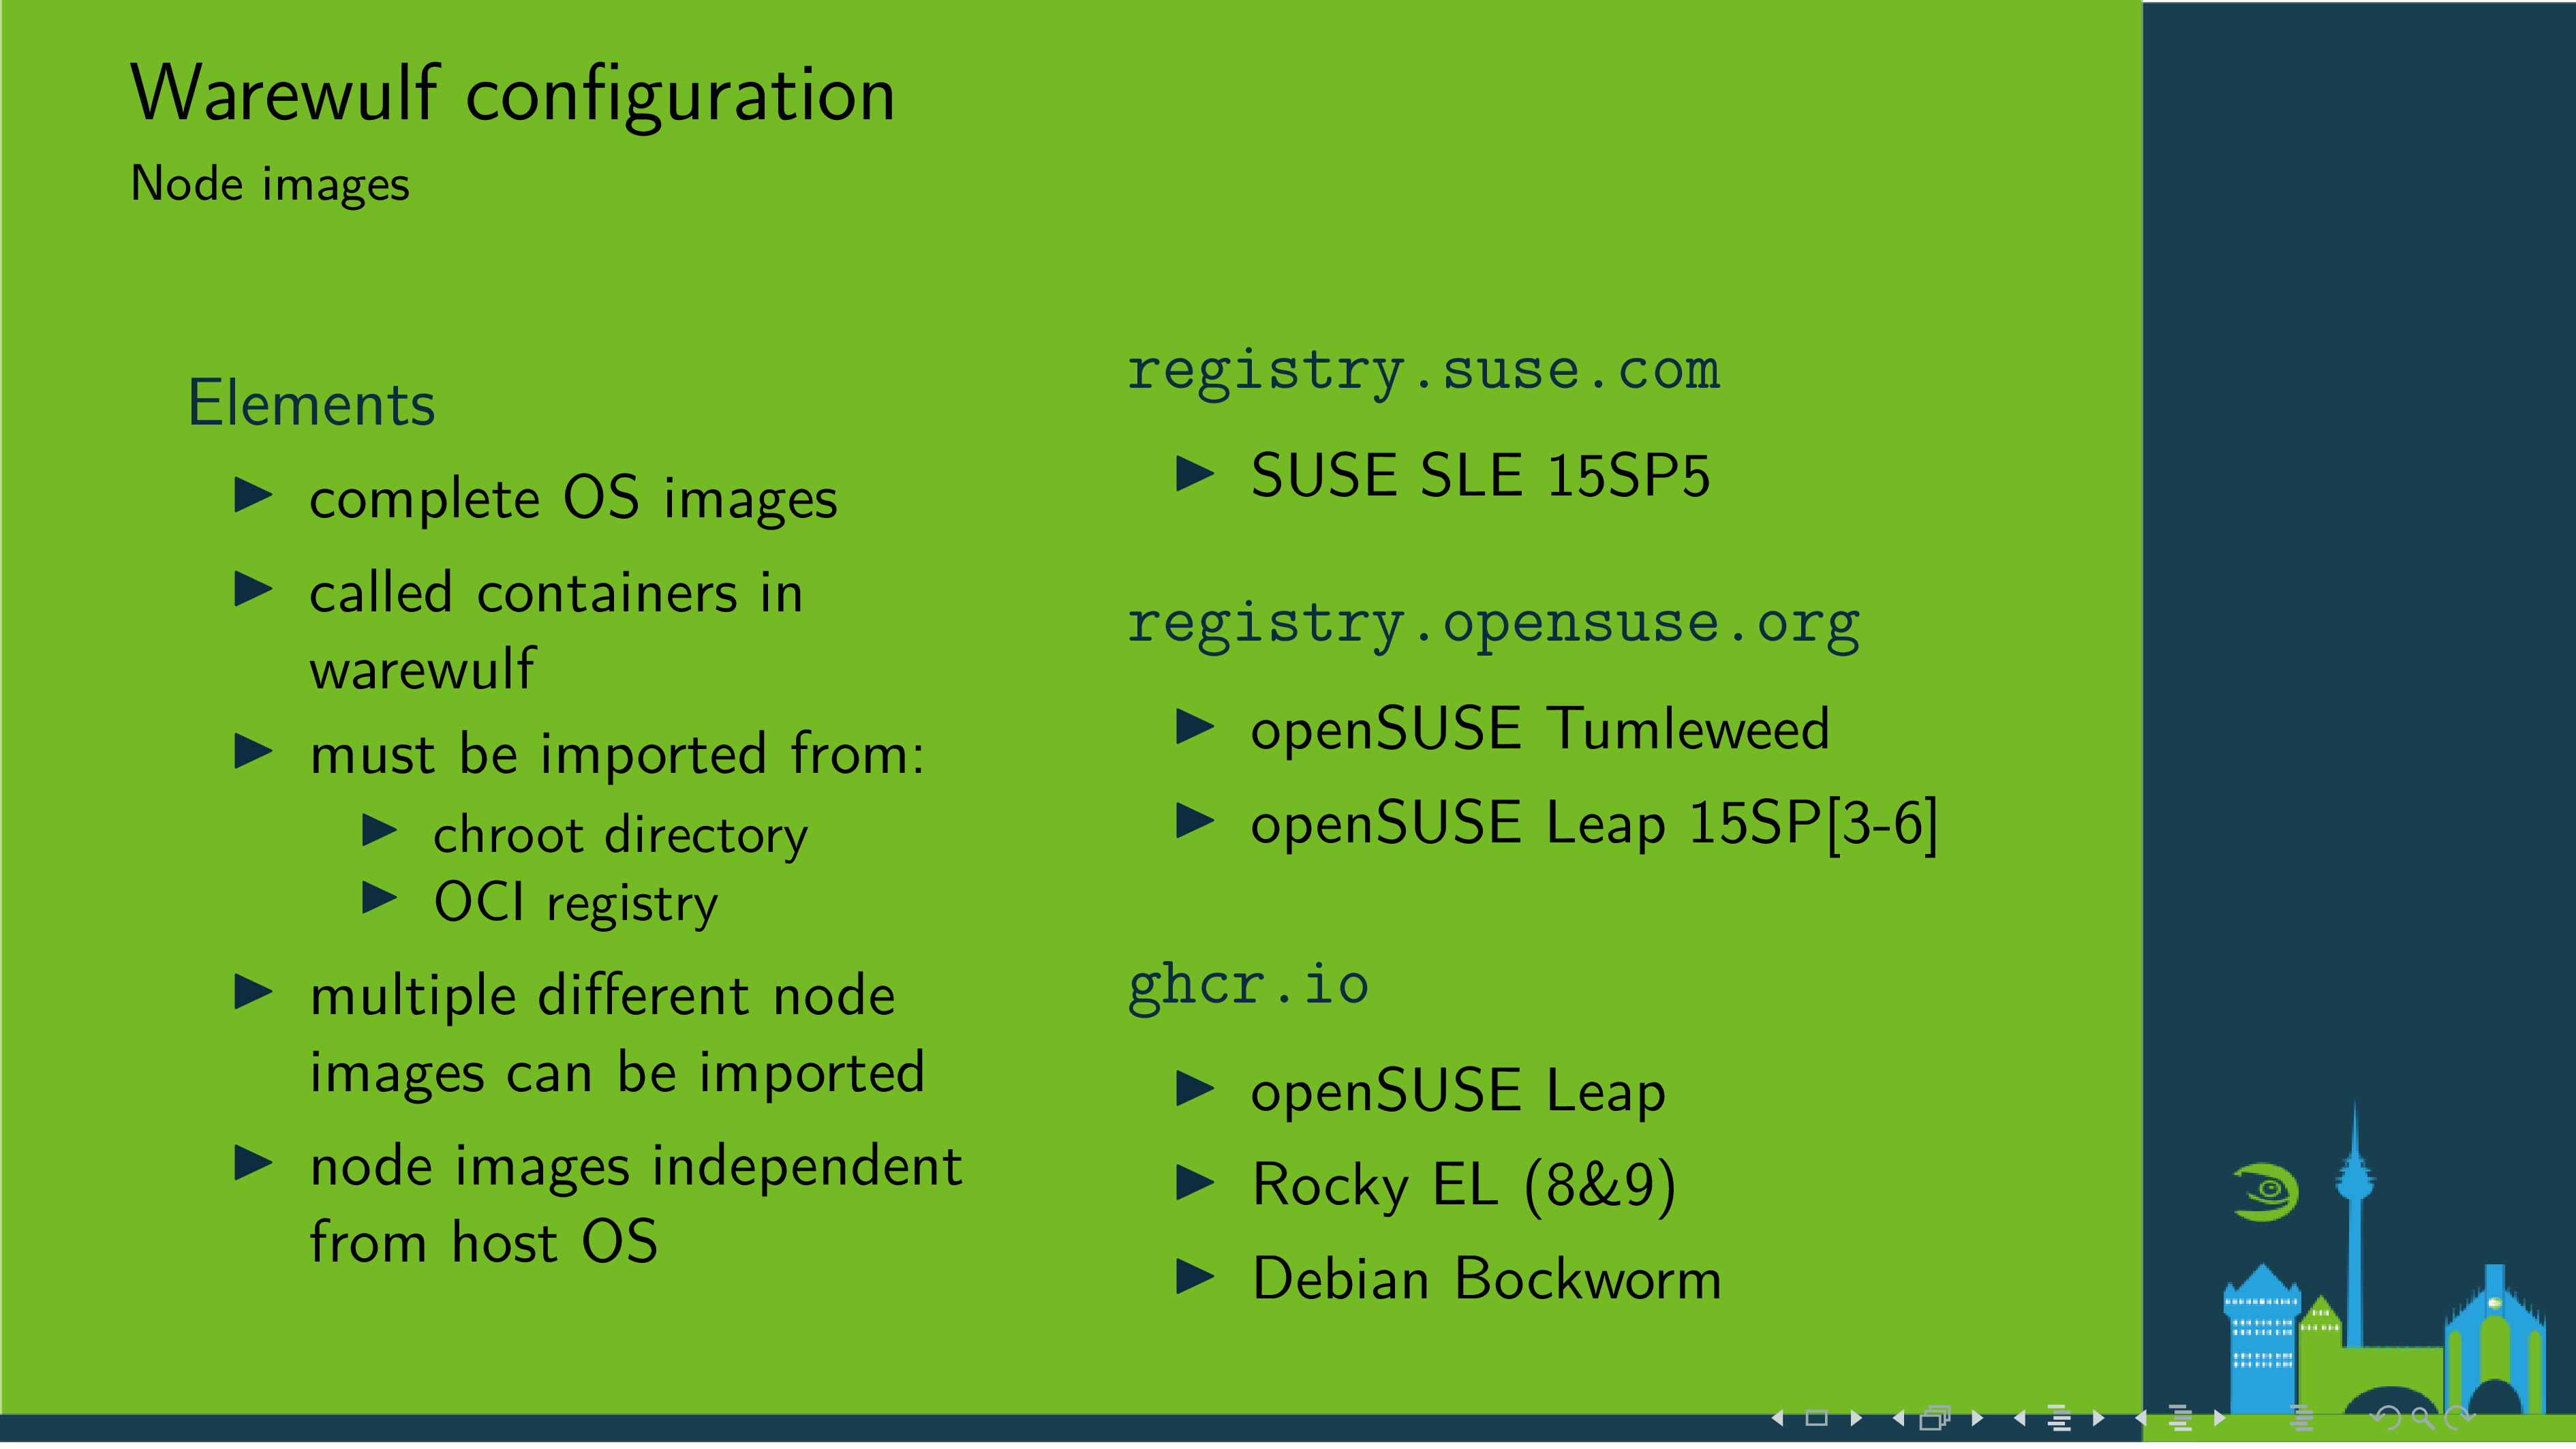 Warewulf configuration
Node images
Elements
complete OS images
called containers in
warewulf
must be imported from:
chroot directory
OCI registry
multiple different node
images can be imported
node images independent
from host OS
registry.suse.com
SUSE SLE 15SP5
registry.opensuse.org
openSUSE Tumleweed
openSUSE Leap 15SP[3-6]
ghcr.io
openSUSE Leap
Rocky EL (8&9)
Debian Bockworm